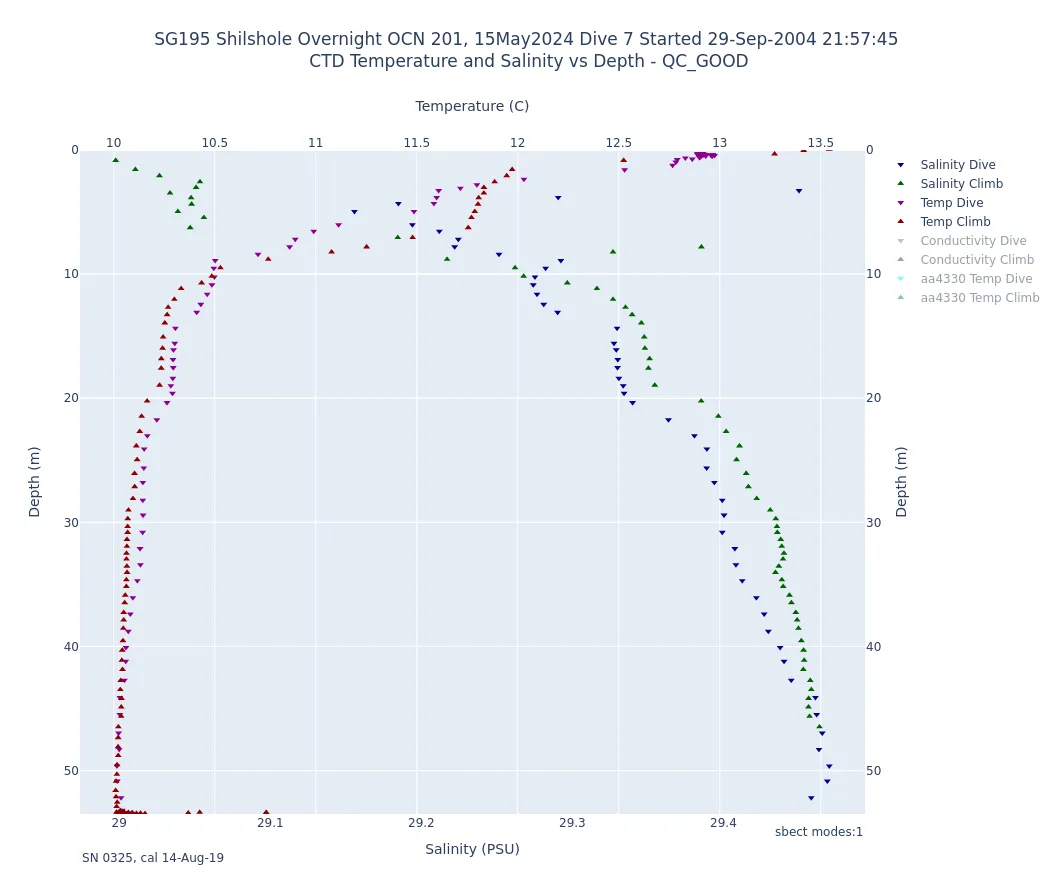 SG195 Shilshole Overnight OCN 201, 15May2024 Dive 7 Started 29-Sep-2004 21:57:45
CTD Temperature and Salinity vs Depth - QC_GOOD
Temperature (C)
10 10.5 11 11.5 12 12.5 13 13.5
0 0
10 10
20 20
30 30
40 40
50 50
Depth (m)
Depth (m)
Salinity Dive
Salinity Climb
Temp Dive
Temp Climb
Conductivity Dive
Conductivity Climb
aa4330 Temp Dive
aa4330 Temp Climb
29 29.1 29.2 29.3 29.4
sbect modes:1
Salinity (PSU)
SN 0325, cal 14-Aug-19